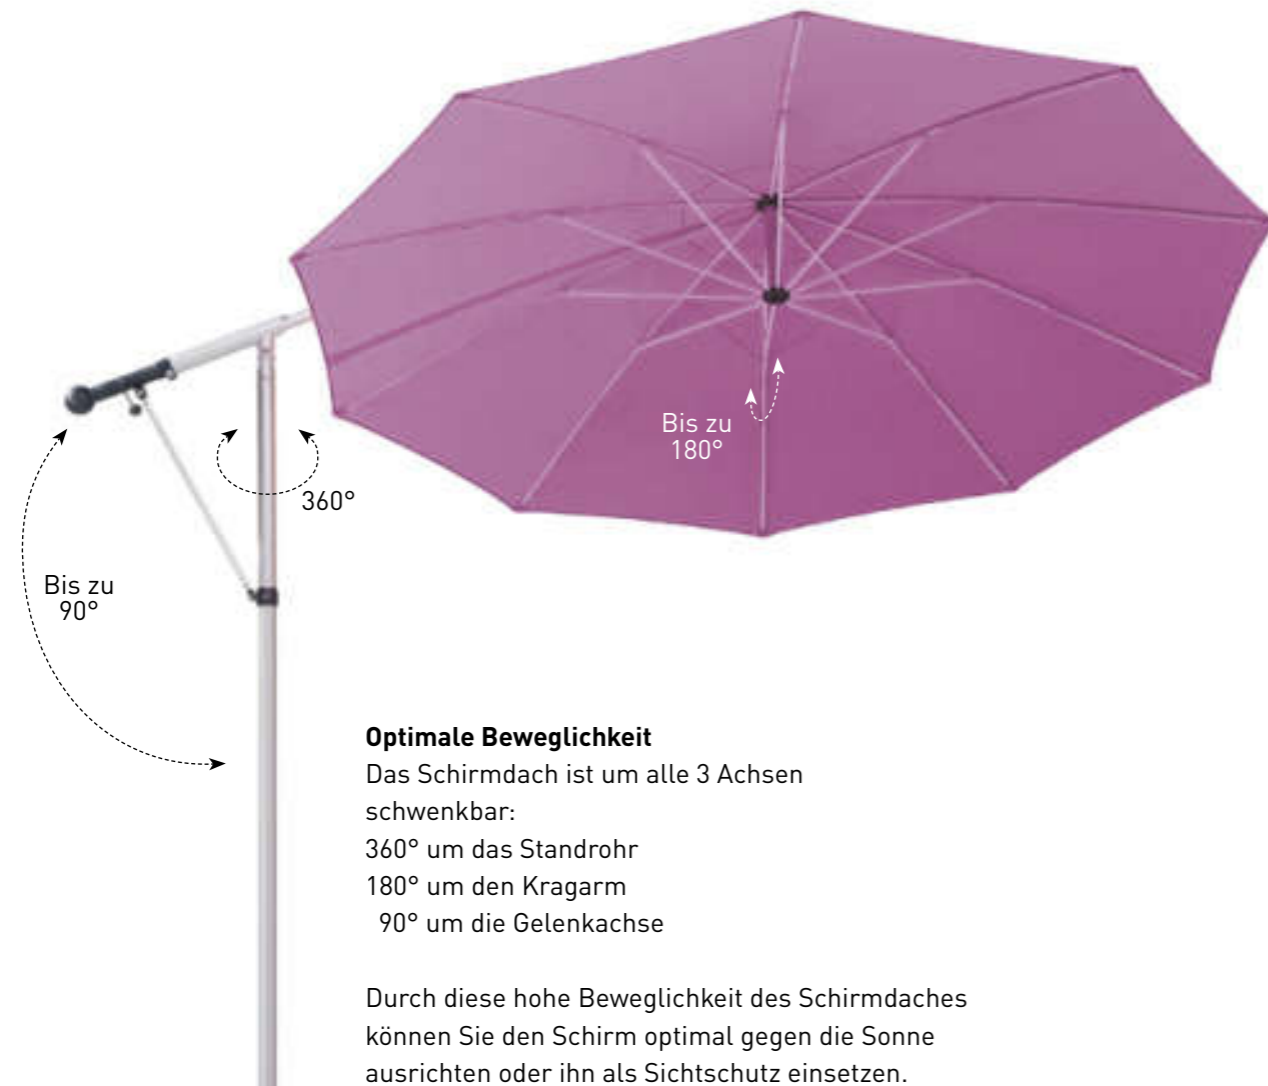 Bis zu
180°
360°
Bis zu
90°
Optimale Beweglichkeit
Das Schirmdach ist um alle 3 Achsen
schwenkbar:
360° um das Standrohr
180° um den Kragarm
90° um die Gelenkachse
Durch diese hohe Beweglichkeit des Schirmdaches
können Sie den Schirm optimal gegen die Sonne
ausrichten oder ihn als Sichtschutz einsetzen.